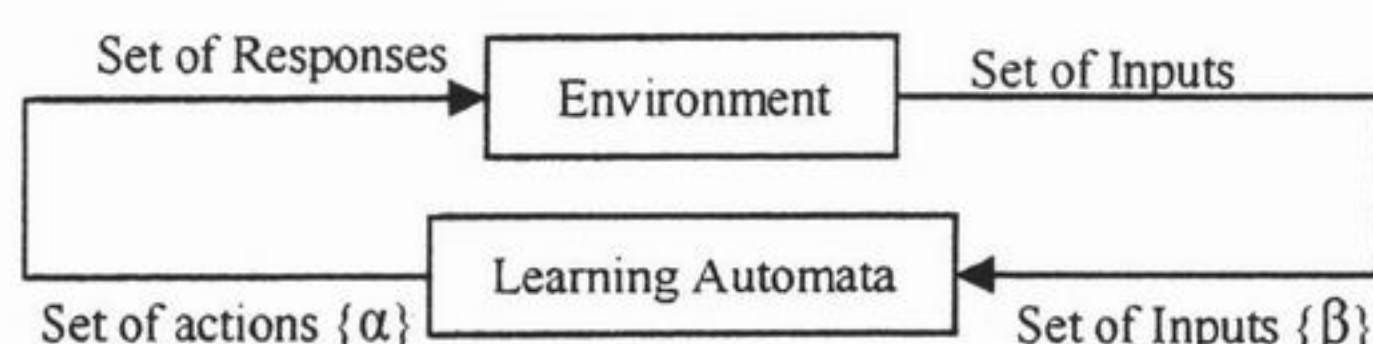 Set of Responses
Environment
Set of Inputs
Learning Automata
Set of actions {α}
Set of Inputs {β}